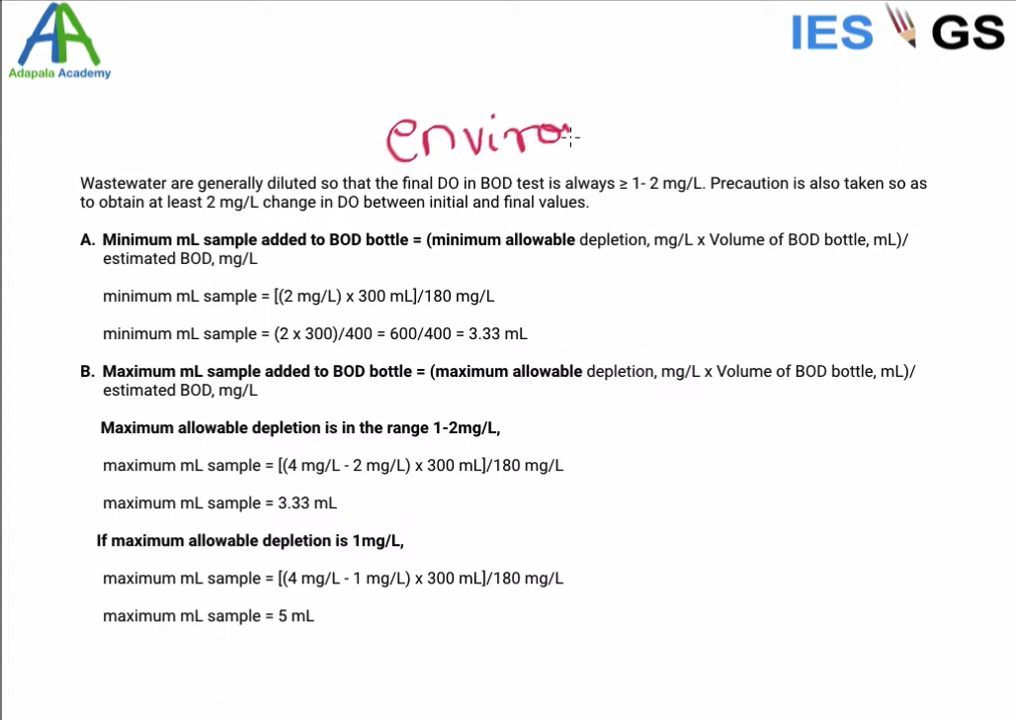 Adapala Academy
IES GS
enviro
Wastewater are generally diluted so that the final DO in BOD test is always ≥ 1- 2 mg/L. Precaution is also taken so as
to obtain at least 2 mg/L change in DO between initial and final values.
A. Minimum mL sample added to BOD bottle = (minimum allowable depletion, mg/L x Volume of BOD bottle, mL)/
estimated BOD, mg/L
minimum mL sample = [(2 mg/L) x 300 mL]/180 mg/L
minimum mL sample = (2 x 300)/400 = 600/400 = 3.33 mL
B. Maximum mL sample added to BOD bottle = (maximum allowable depletion, mg/L x Volume of BOD bottle, mL)/
estimated BOD, mg/L
Maximum allowable depletion is in the range 1-2mg/L,
maximum mL sample = [(4 mg/L - 2 mg/L) x 300 mL]/180 mg/L
maximum mL sample = 3.33 mL
If maximum allowable depletion is 1mg/L,
maximum mL sample = [(4 mg/L - 1 mg/L) x 300 mL]/180 mg/L
maximum mL sample = 5 mL